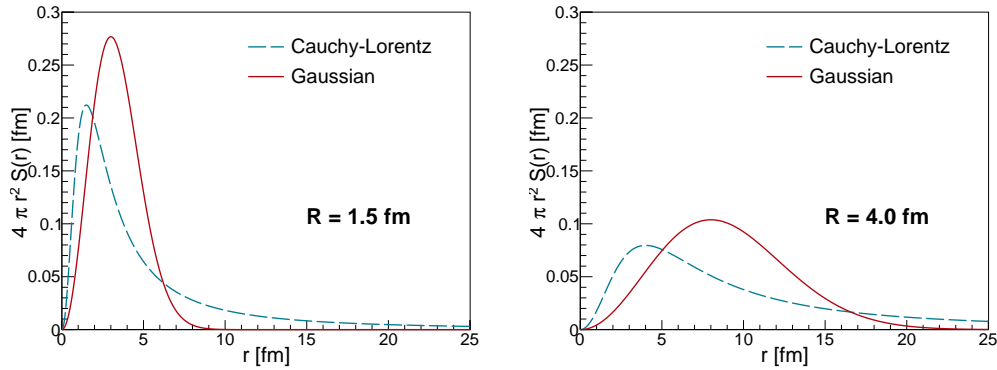 4 π r² S(r) [fm]
0.3
0.25
0.2
0.15
0.1
0.05
0
Cauchy-Lorentz
Gaussian
R = 1.5 fm
0 5 10 15 20 25
r [fm]
4 π r² S(r) [fm]
0.3
0.25
0.2
0.15
0.1
0.05
0
Cauchy-Lorentz
Gaussian
R = 4.0 fm
0 5 10 15 20 25
r [fm]